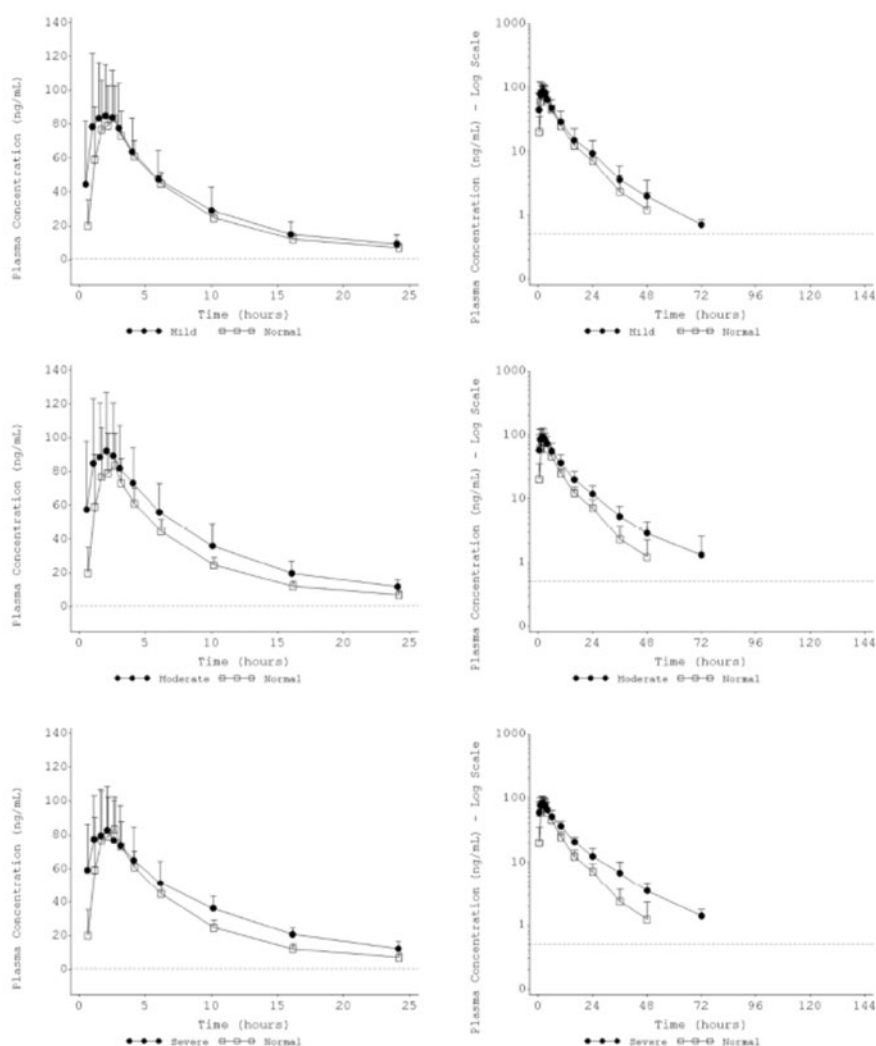 Plasma Concentration (ng/mL)
140
120
100
80
60
40
20
0
0 5 10 15 20 25
Time (hours)
Mild Normal
Plasma Concentration (ng/mL) - Log Scale
1000
100
10
1
0
0 24 48 72 96 120 144
Time (hours)
Mild Normal
Plasma Concentration (ng/mL)
140
120
100
80
60
40
20
0
0 5 10 15 20 25
Time (hours)
Moderate Normal
Plasma Concentration (ng/mL) - Log Scale
1000
100
10
1
0
0 24 48 72 96 120 144
Time (hours)
Moderate Normal
Plasma Concentration (ng/mL)
140
120
100
80
60
40
20
0
0 5 10 15 20 25
Time (hours)
Severe Normal
Plasma Concentration (ng/mL) - Log Scale
1000
100
10
1
0
0 24 48 72 96 120 144
Time (hours)
Severe Normal